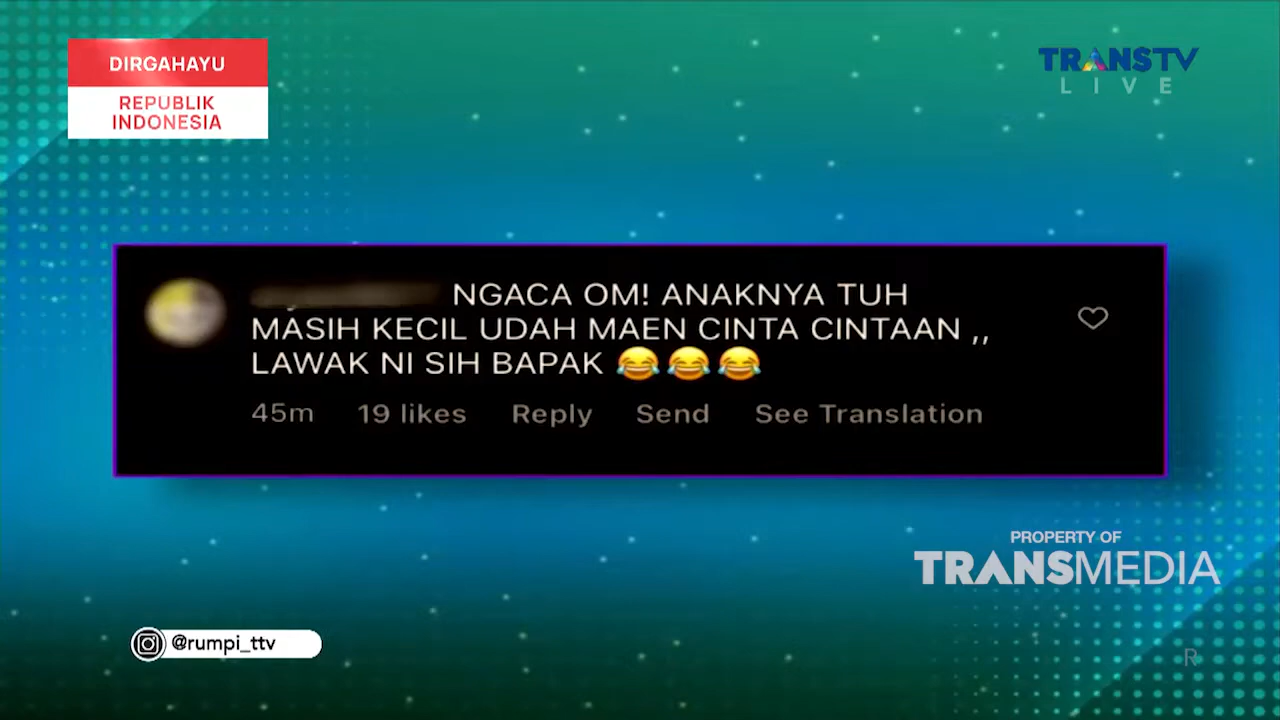 DIRGAHAYU
REPUBLIK
INDONESIA
TRANSTV
LIVE
NGACA OM! ANAKNYA TUH
MASIH KECIL UDAH MAEN CINTA CINTAAN ,,
LAWAK NI SIH BAPAK 😂😂😂
45m 19 likes Reply Send See Translation
PROPERTY OF
TRANSMEDIA
@rumpi_ttv
R